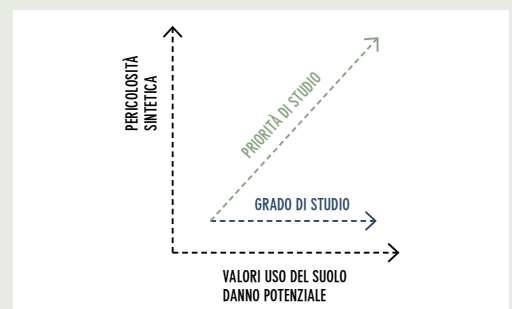 PERICOLOSITÀ
SINTETICA
PRIORITÀ DI STUDIO
GRADO DI STUDIO
VALORI USO DEL SUOLO
DANNO POTENZIALE